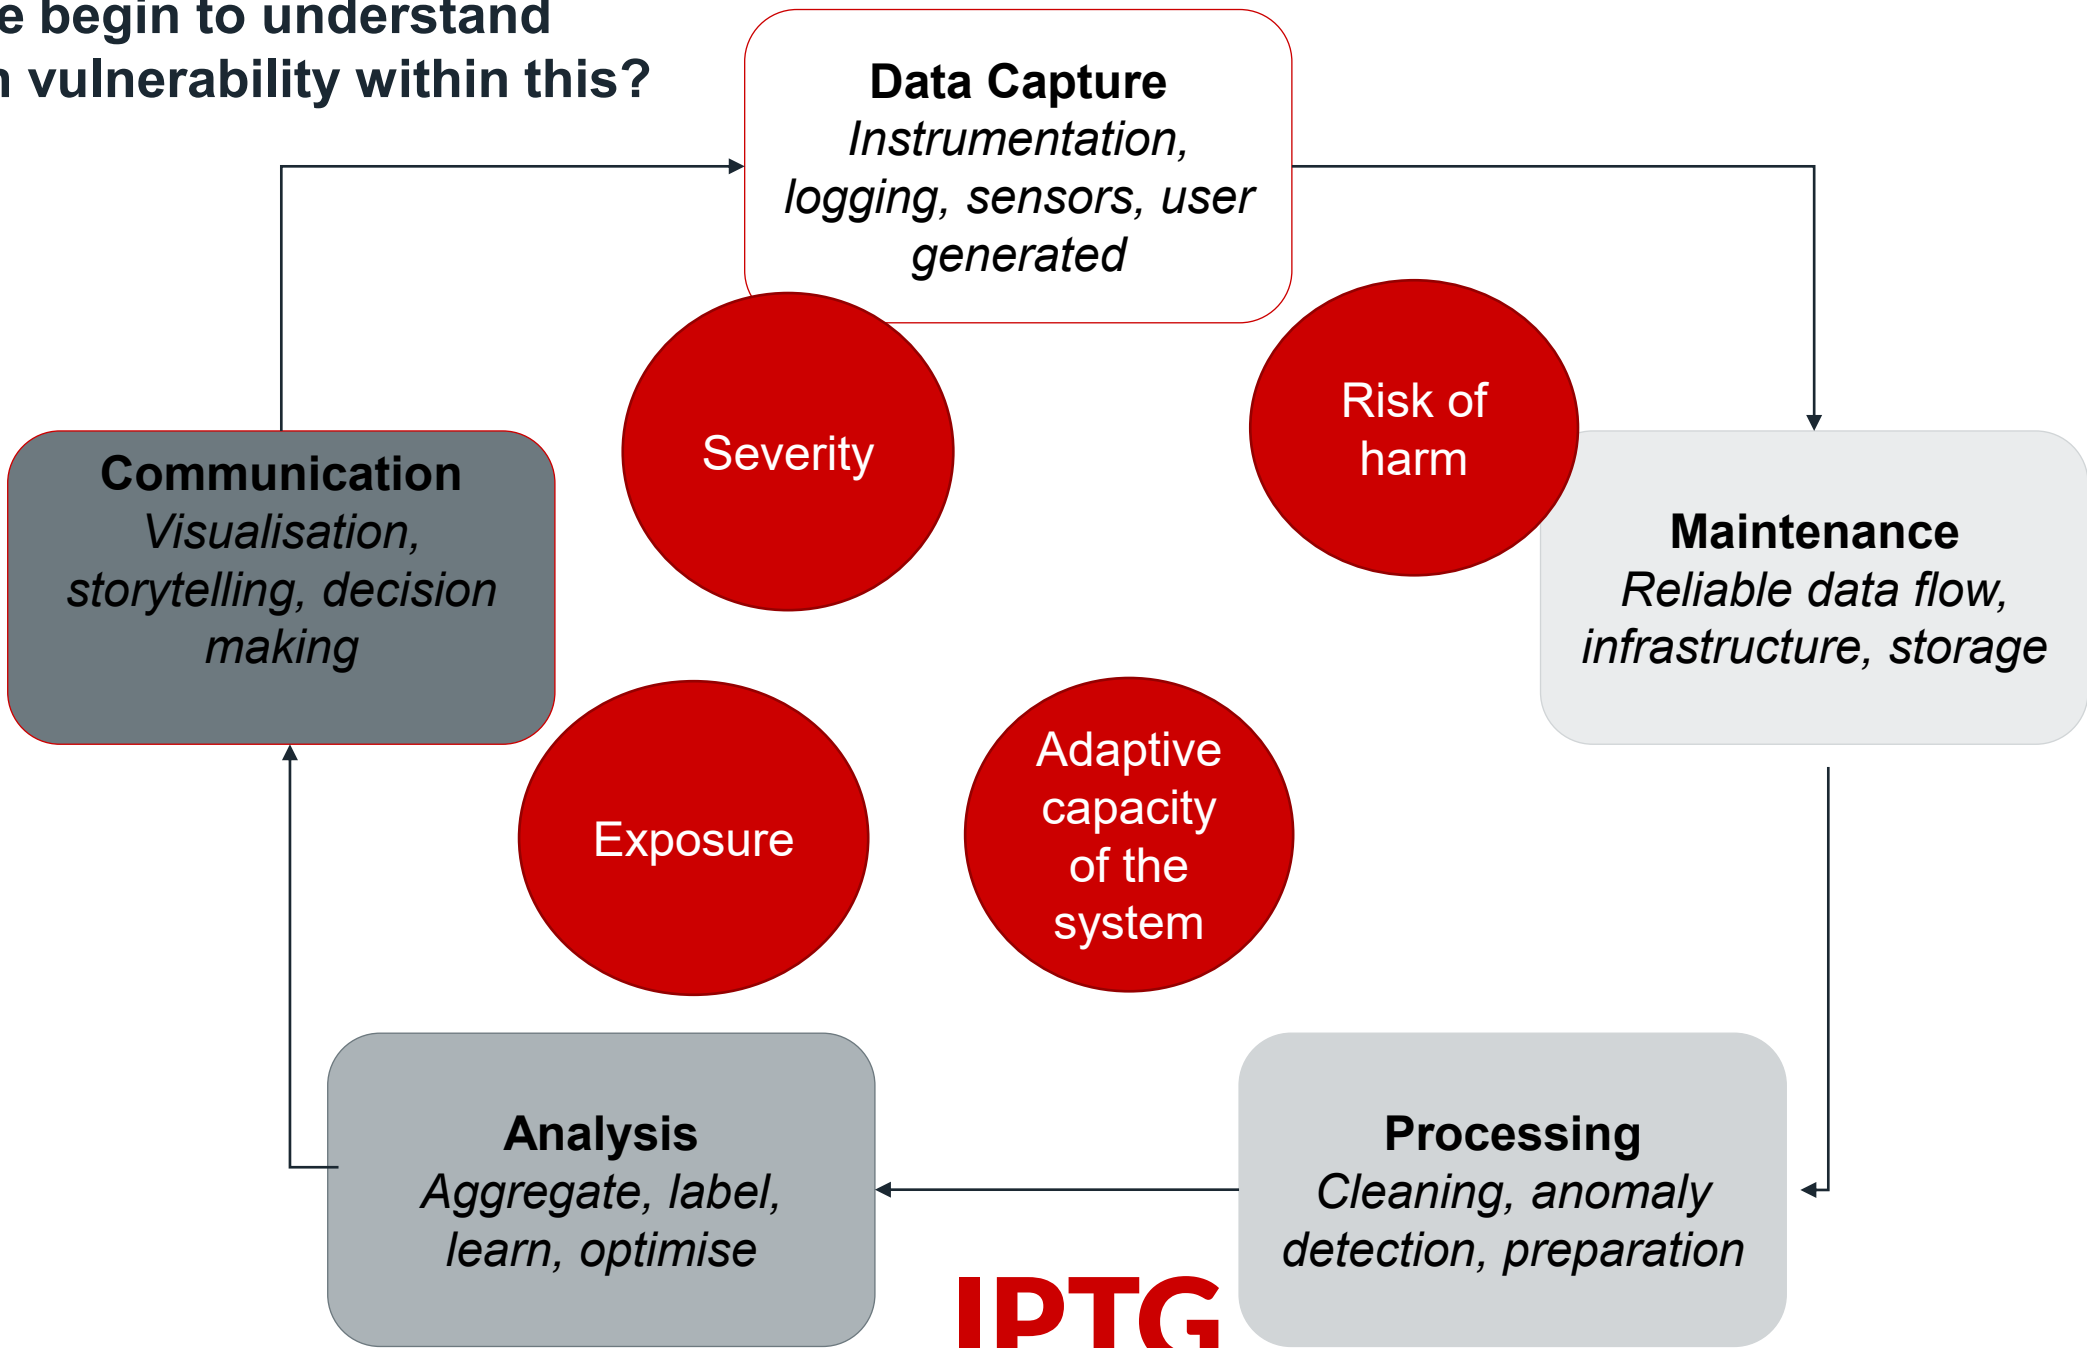 e begin to understand
vulnerability within this?
Data Capture
Instrumentation,
logging, sensors, user
generated
Severity
Risk of
harm
Communication
Visualisation,
storytelling, decision
making
Maintenance
Reliable data flow,
infrastructure, storage
Exposure
Adaptive
capacity
of the
system
Analysis
Aggregate, label,
learn, optimise
Processing
Cleaning, anomaly
detection, preparation
IPTG